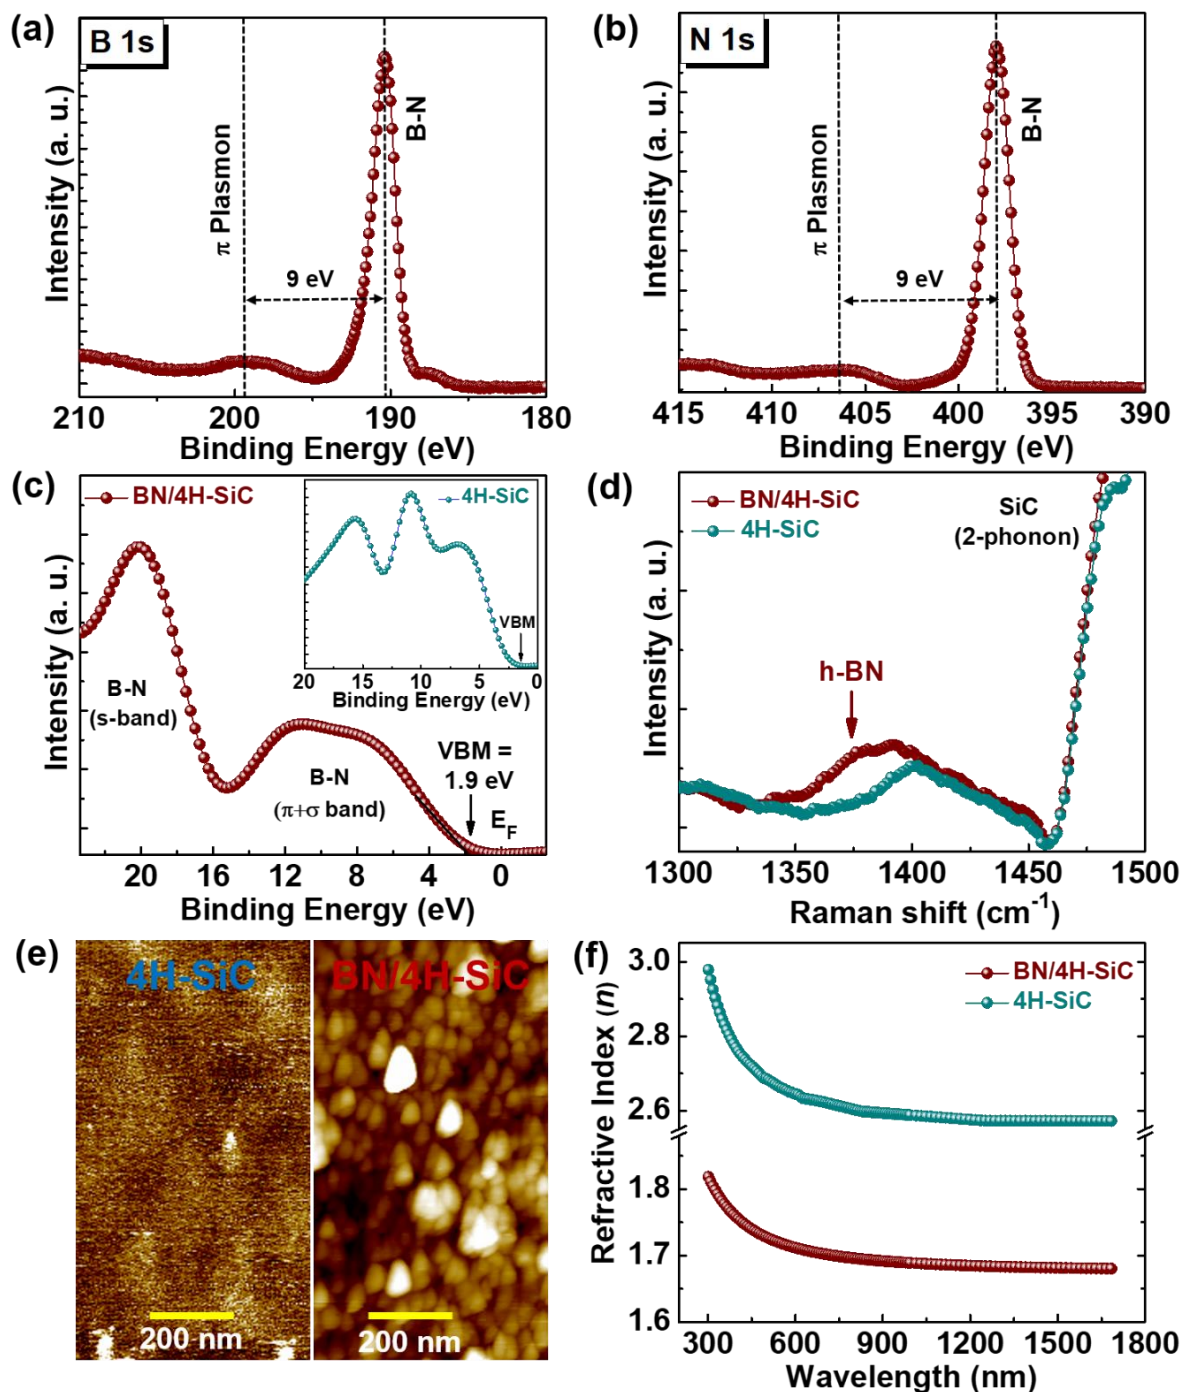 (a)
B 1s
Intensity (a. u.)
π Plasmon
9 eV
B-N
210 200 190 180
Binding Energy (eV)
(b)
N 1s
Intensity (a. u.)
π Plasmon
9 eV
B-N
415 410 405 400 395 390
Binding Energy (eV)
(c)
BN/4H-SiC
Intensity (a. u.)
B-N
(s-band)
B-N
(π+σ band)
VBM =
1.9 eV
E_F
20 16 12 8 4 0
Binding Energy (eV)
4H-SiC
VBM
20 15 10 5 0
Binding Energy (eV)
(d)
BN/4H-SiC
4H-SiC
SiC
(2-phonon)
h-BN
Intensity (a. u.)
1300 1350 1400 1450 1500
Raman shift (cm⁻¹)
(e)
4H-SiC
200 nm
BN/4H-SiC
200 nm
(f)
BN/4H-SiC
4H-SiC
Refractive Index (n)
3.0
2.8
2.6
1.8
1.7
1.6
300 600 900 1200 1500 1800
Wavelength (nm)